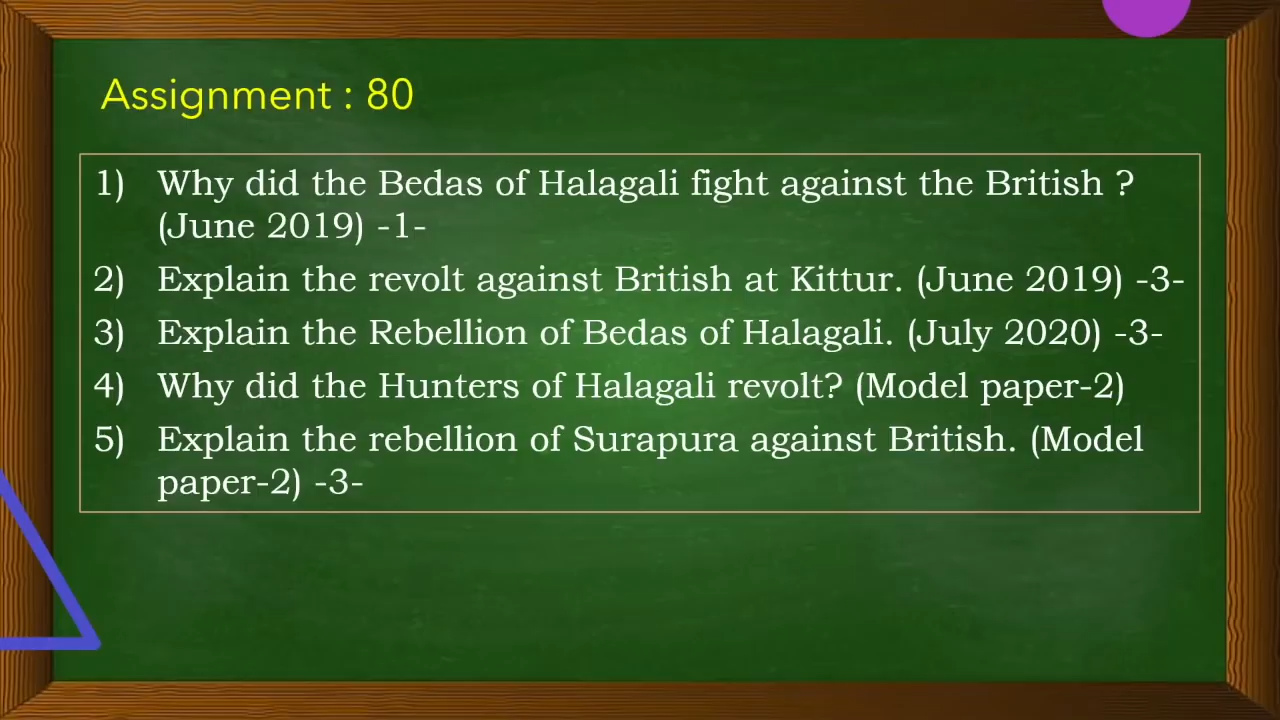 Assignment : 80
1) Why did the Bedas of Halagali fight against the British ?
(June 2019) -1-
2) Explain the revolt against British at Kittur. (June 2019) -3-
3) Explain the Rebellion of Bedas of Halagali. (July 2020) -3-
4) Why did the Hunters of Halagali revolt? (Model paper-2)
5) Explain the rebellion of Surapura against British. (Model
paper-2) -3-